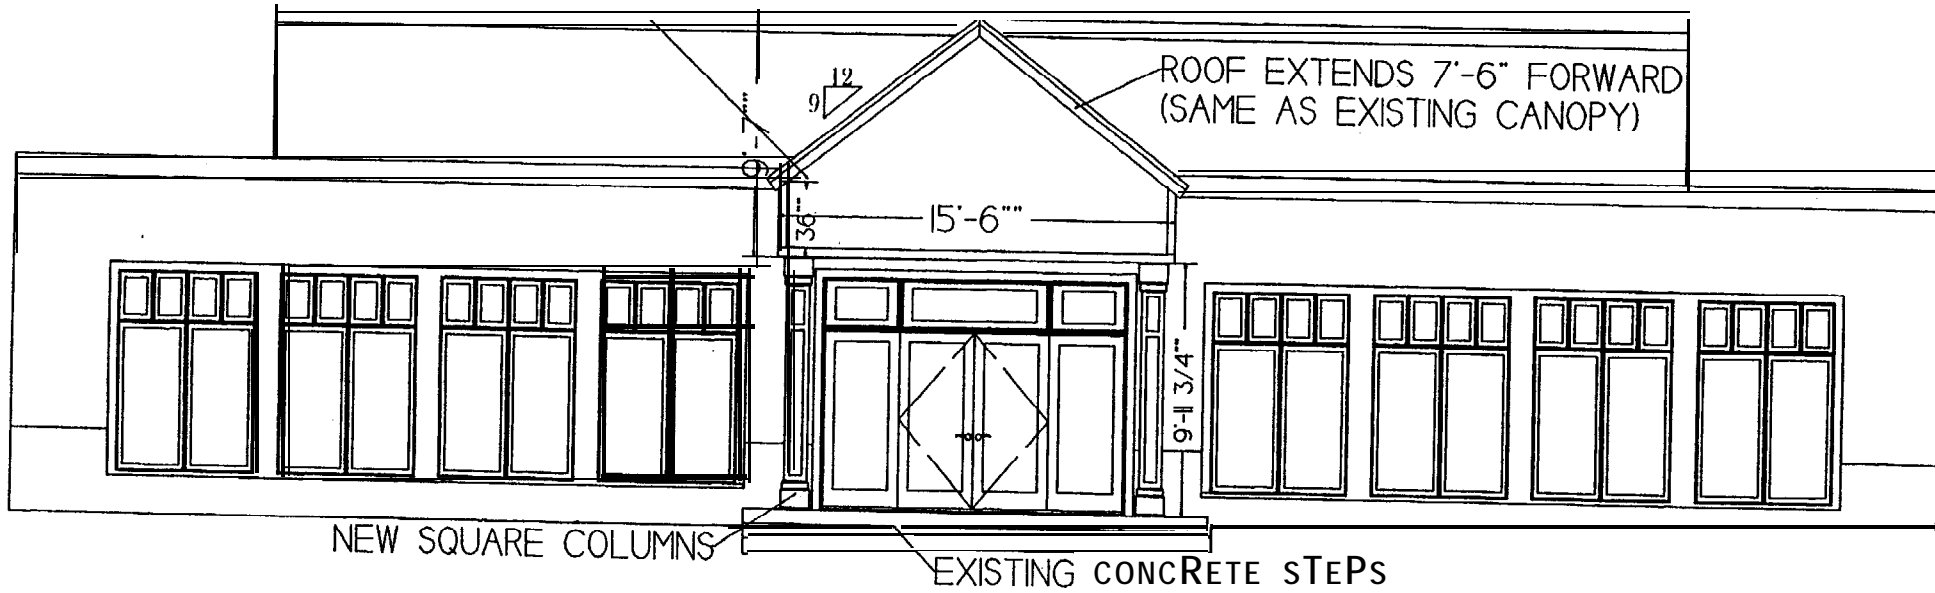 12
9
ROOF EXTENDS 7'-6" FORWARD
(SAME AS EXISTING CANOPY)
36"'
15'-6""
9'-11 3/4"'
NEW SQUARE COLUMNS
EXISTING CONCRETE STEPS